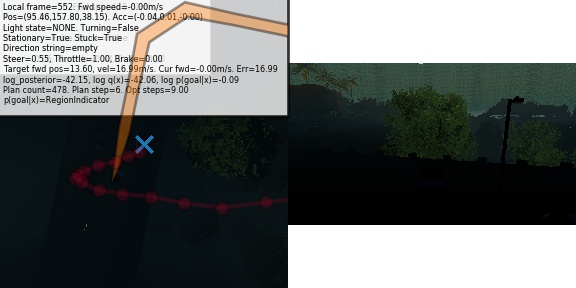 Local frame=552. Fwd speed=-0.00m/s
Pos=(95.46,157.80,38.15). Acc=(-0.04,0.01,-0.00)
Light state=NONE. Turning=False
Stationary=True. Stuck=True
Direction string=empty
Steer=0.55, Throttle=1.00, Brake=0.00
Target fwd pos=13.60, vel=16.99m/s. Cur fwd=-0.00m/s. Err=16.99
log_posterior=-42.15, log q(x)=-42.06, log p(goal|x)=-0.09
Plan count=478. Plan step=6. Opt steps=9.00
p(goal|x)=RegionIndicator